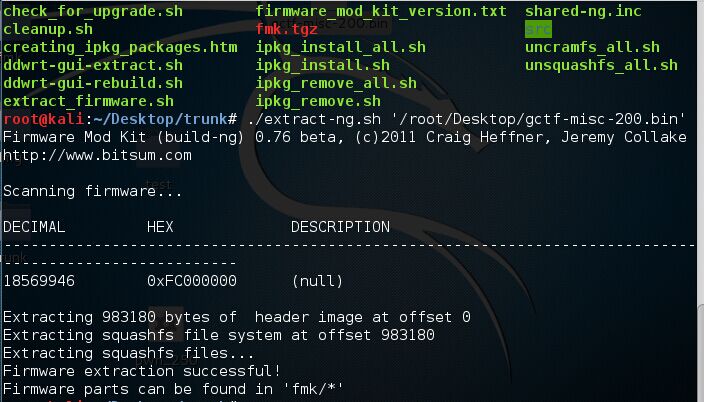 check_for_upgrade.sh firmware_mod_kit_version.txt shared-ng.inc
cleanup.sh fmk.tgz src
creating_ipkg_packages.htm ipkg_install_all.sh uncramfs_all.sh
ddwrt-gui-extract.sh ipkg_install.sh unsquashfs_all.sh
ddwrt-gui-rebuild.sh ipkg_remove_all.sh
extract_firmware.sh ipkg_remove.sh
root@kali:~/Desktop/trunk# ./extract-ng.sh '/root/Desktop/gctf-misc-200.bin'
Firmware Mod Kit (build-ng) 0.76 beta, (c)2011 Craig Heffner, Jeremy Collake
http://www.bitsum.com
Scanning firmware...
DECIMAL HEX DESCRIPTION
-------------------------------------------------------------------------------------
--------------------------
18569946 0xFC000000 (null)
Extracting 983180 bytes of  header image at offset 0
Extracting squashfs file system at offset 983180
Extracting squashfs files...
Firmware extraction successful!
Firmware parts can be found in 'fmk/*'